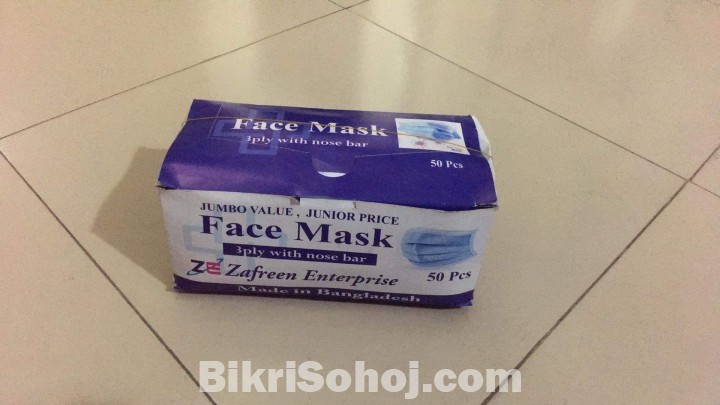 Face Mask
3ply with nose bar
50 Pcs
JUMBO VALUE , JUNIOR PRICE
Face Mask
3ply with nose bar
Zafreen Enterprise
50 Pcs
Made in Bangladesh
BikriSohoj.com